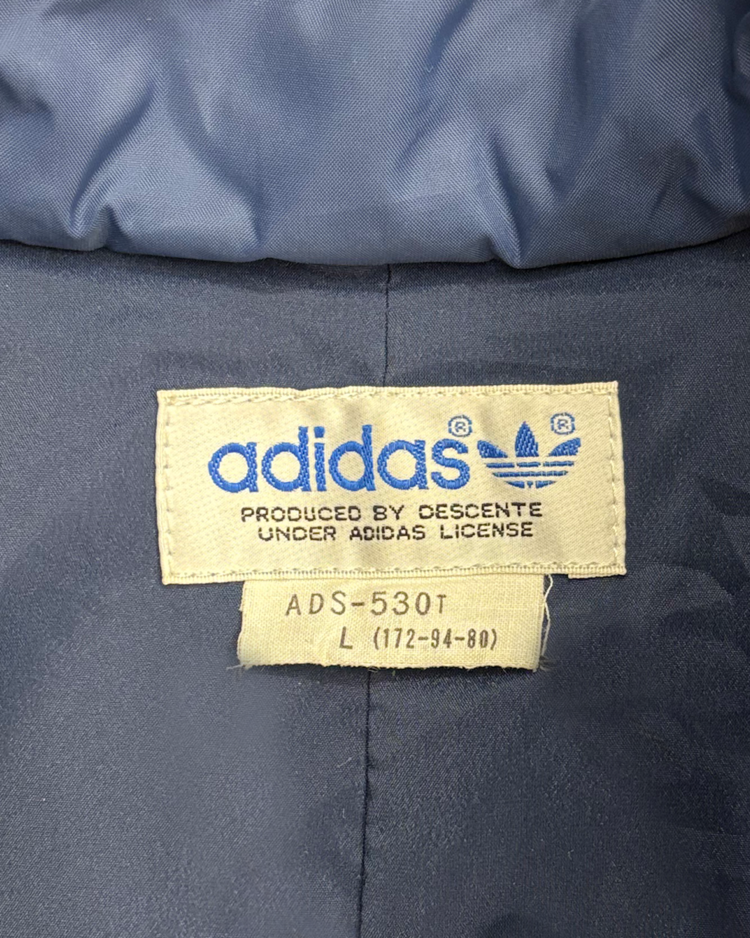 adidas® ®
PRODUCED BY DESCENTE
UNDER ADIDAS LICENSE
ADS-530T
L (172-94-80)